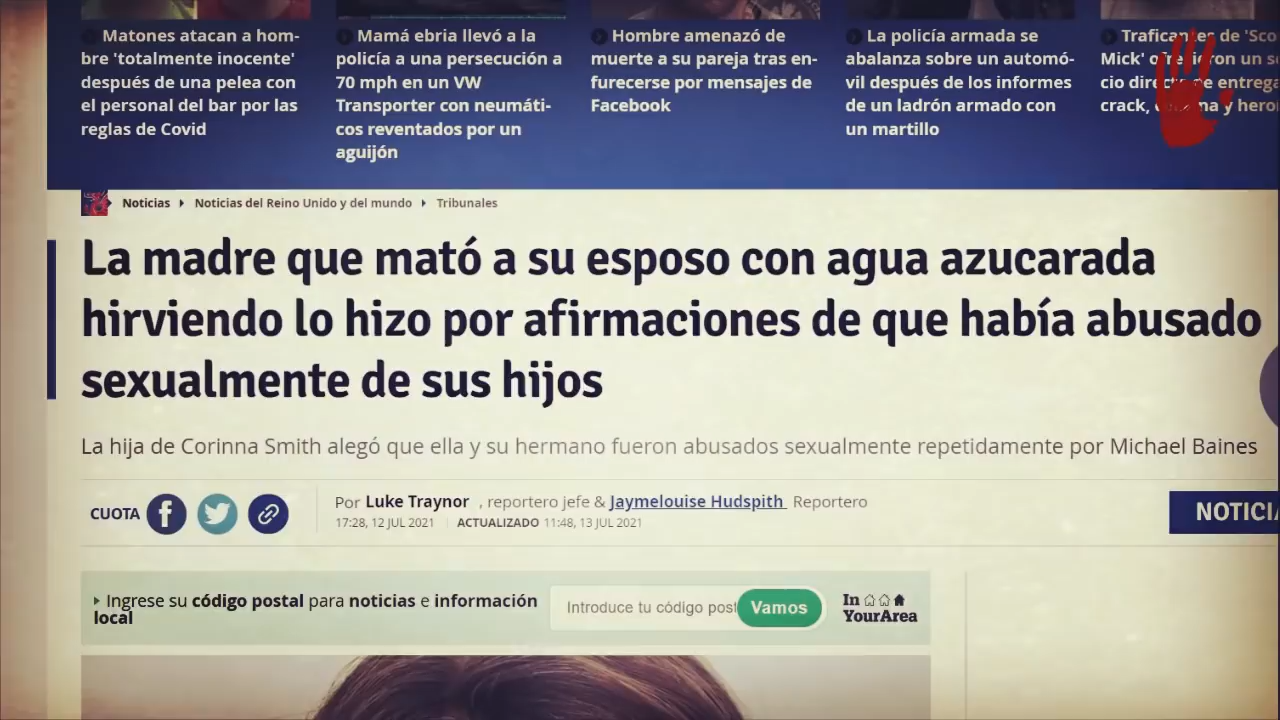 Matones atacan a hom-
bre 'totalmente inocente'
después de una pelea con
el personal del bar por las
reglas de Covid
Mamá ebria llevó a la
policía a una persecución a
70 mph en un VW
Transporter con neumáti-
cos reventados por un
aguijón
Hombre amenazó de
muerte a su pareja tras en-
furecerse por mensajes de
Facebook
La policía armada se
abalanza sobre un automó-
vil después de los informes
de un ladrón armado con
un martillo
Traficantes de 'Sco
Mick'
crack, y
Noticias Noticias del Reino Unido y del mundo Tribunales
La madre que mató a su esposo con agua azucarada
hirviendo lo hizo por afirmaciones de que había abusado
sexualmente de sus hijos
La hija de Corinna Smith alegó que ella y su hermano fueron abusados sexualmente repetidamente por Michael Baines
CUOTA
Por Luke Traynor , reportero jefe & Jaymelouise Hudspith Reportero
17:28, 12 JUL 2021 ACTUALIZADO 11:48, 13 JUL 2021
NOTICIA
Ingrese su código postal para noticias e información
local
Introduce tu código post
Vamos
In
YourArea